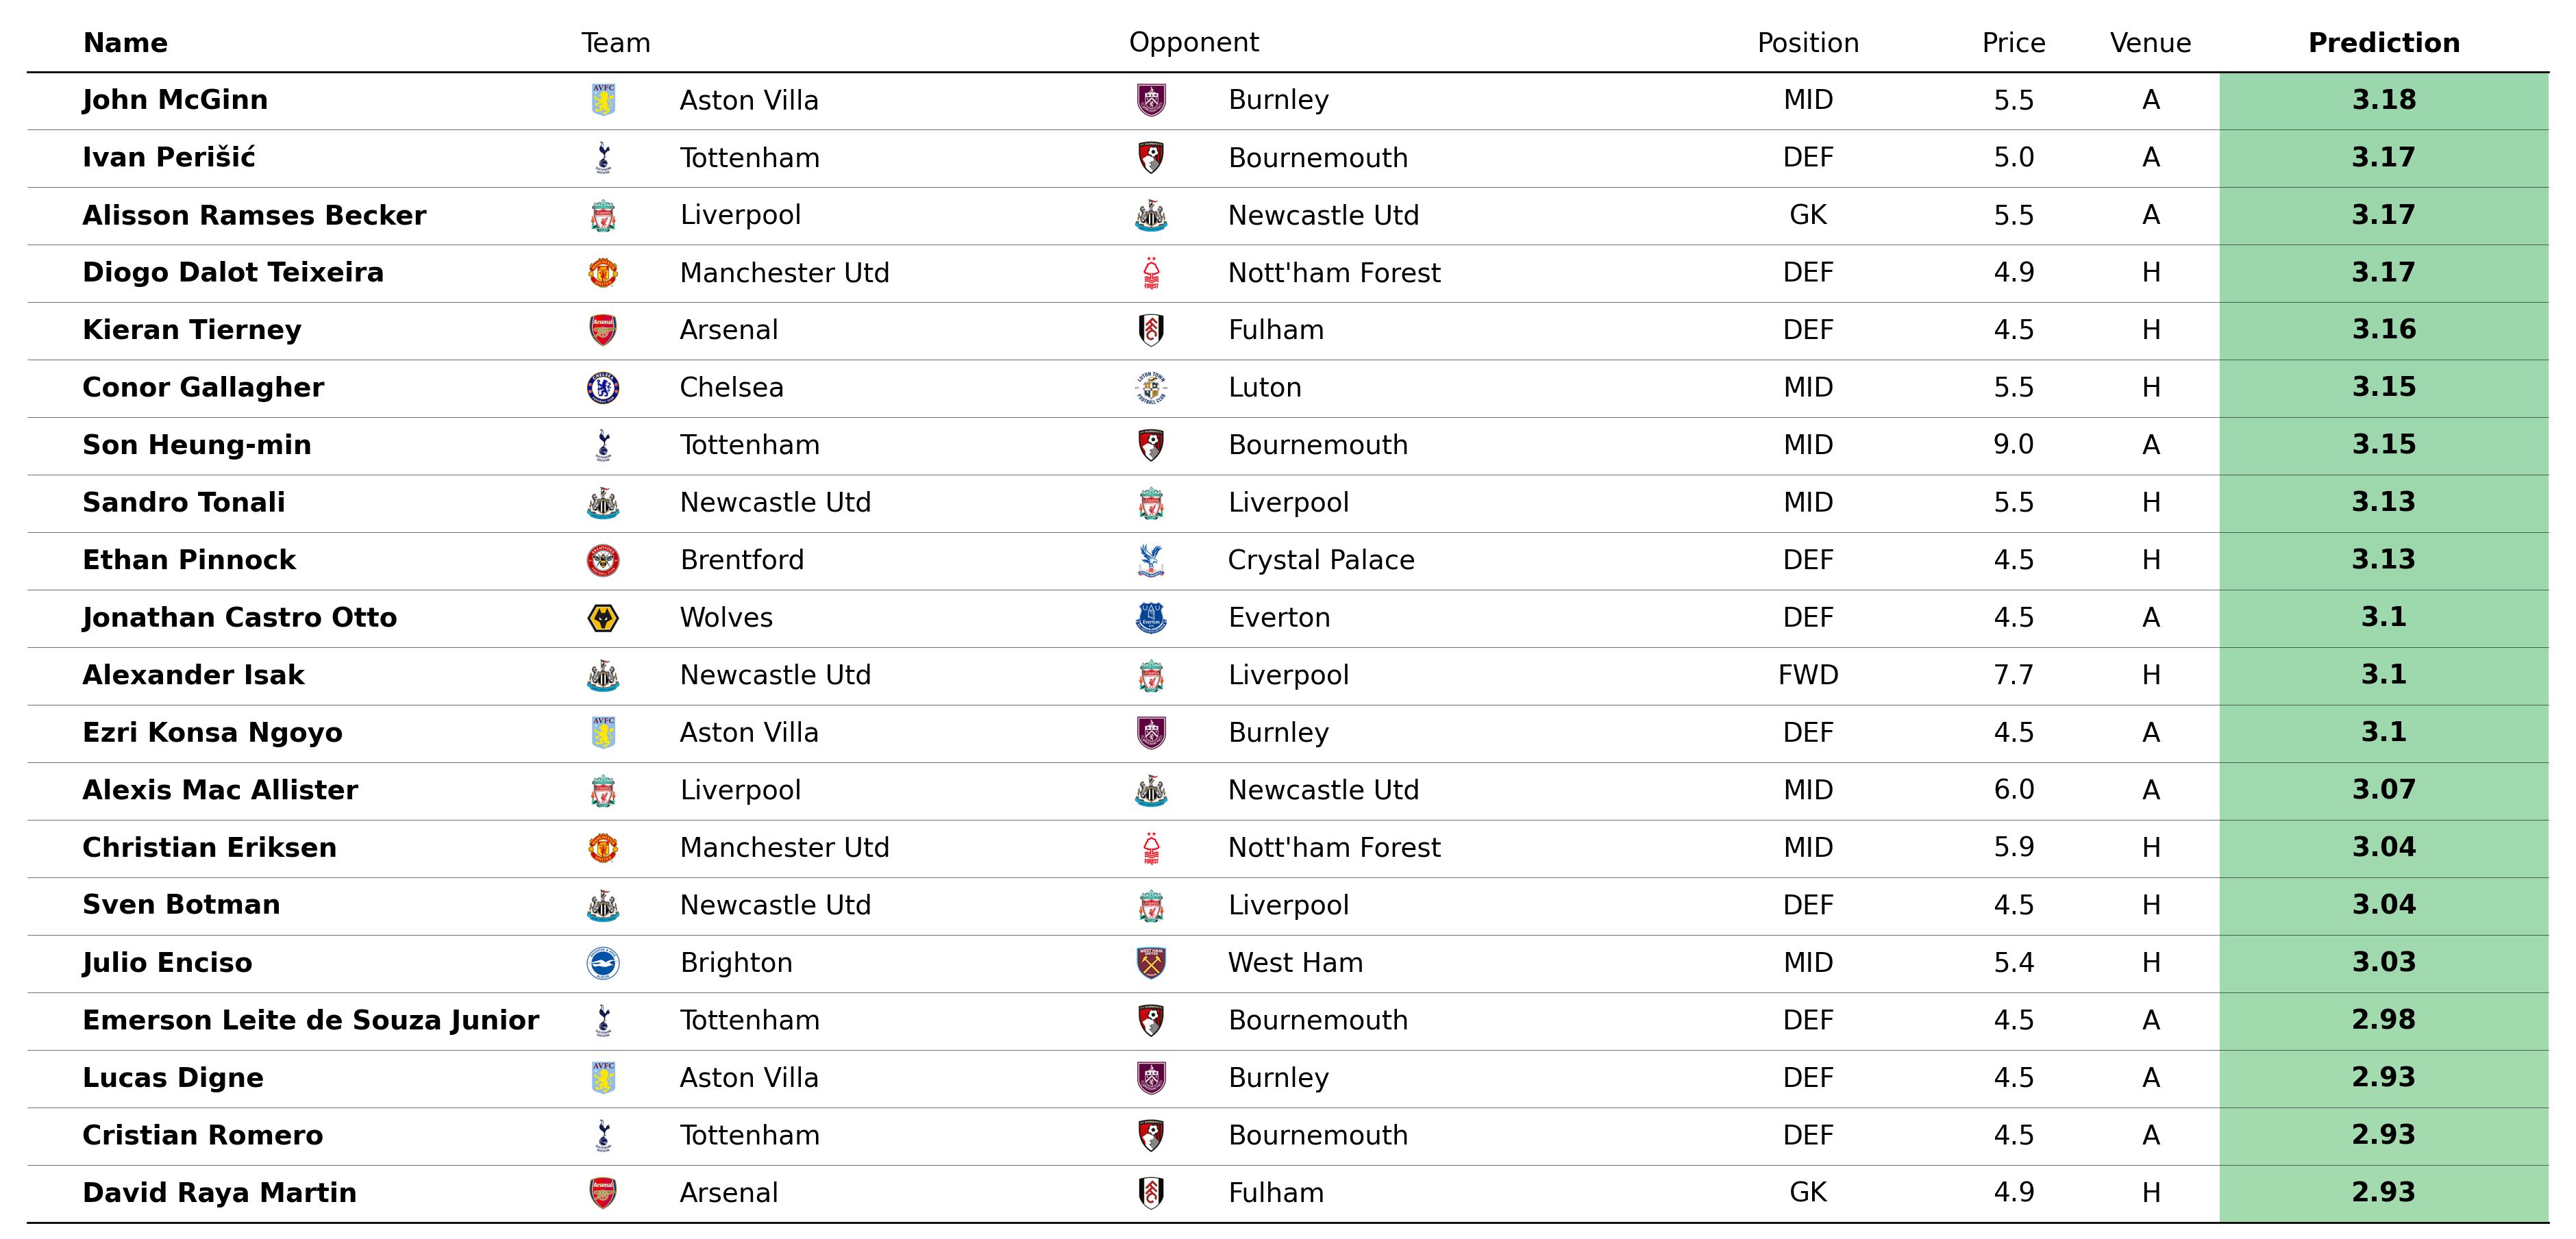 Name Team Opponent Position Price Venue Prediction
John McGinn Aston Villa Burnley MID 5.5 A 3.18
Ivan Perišić Tottenham Bournemouth DEF 5.0 A 3.17
Alisson Ramses Becker Liverpool Newcastle Utd GK 5.5 A 3.17
Diogo Dalot Teixeira Manchester Utd Nott'ham Forest DEF 4.9 H 3.17
Kieran Tierney Arsenal Fulham DEF 4.5 H 3.16
Conor Gallagher Chelsea Luton MID 5.5 H 3.15
Son Heung-min Tottenham Bournemouth MID 9.0 A 3.15
Sandro Tonali Newcastle Utd Liverpool MID 5.5 H 3.13
Ethan Pinnock Brentford Crystal Palace DEF 4.5 H 3.13
Jonathan Castro Otto Wolves Everton DEF 4.5 A 3.1
Alexander Isak Newcastle Utd Liverpool FWD 7.7 H 3.1
Ezri Konsa Ngoyo Aston Villa Burnley DEF 4.5 A 3.1
Alexis Mac Allister Liverpool Newcastle Utd MID 6.0 A 3.07
Christian Eriksen Manchester Utd Nott'ham Forest MID 5.9 H 3.04
Sven Botman Newcastle Utd Liverpool DEF 4.5 H 3.04
Julio Enciso Brighton West Ham MID 5.4 H 3.03
Emerson Leite de Souza Junior Tottenham Bournemouth DEF 4.5 A 2.98
Lucas Digne Aston Villa Burnley DEF 4.5 A 2.93
Cristian Romero Tottenham Bournemouth DEF 4.5 A 2.93
David Raya Martin Arsenal Fulham GK 4.9 H 2.93